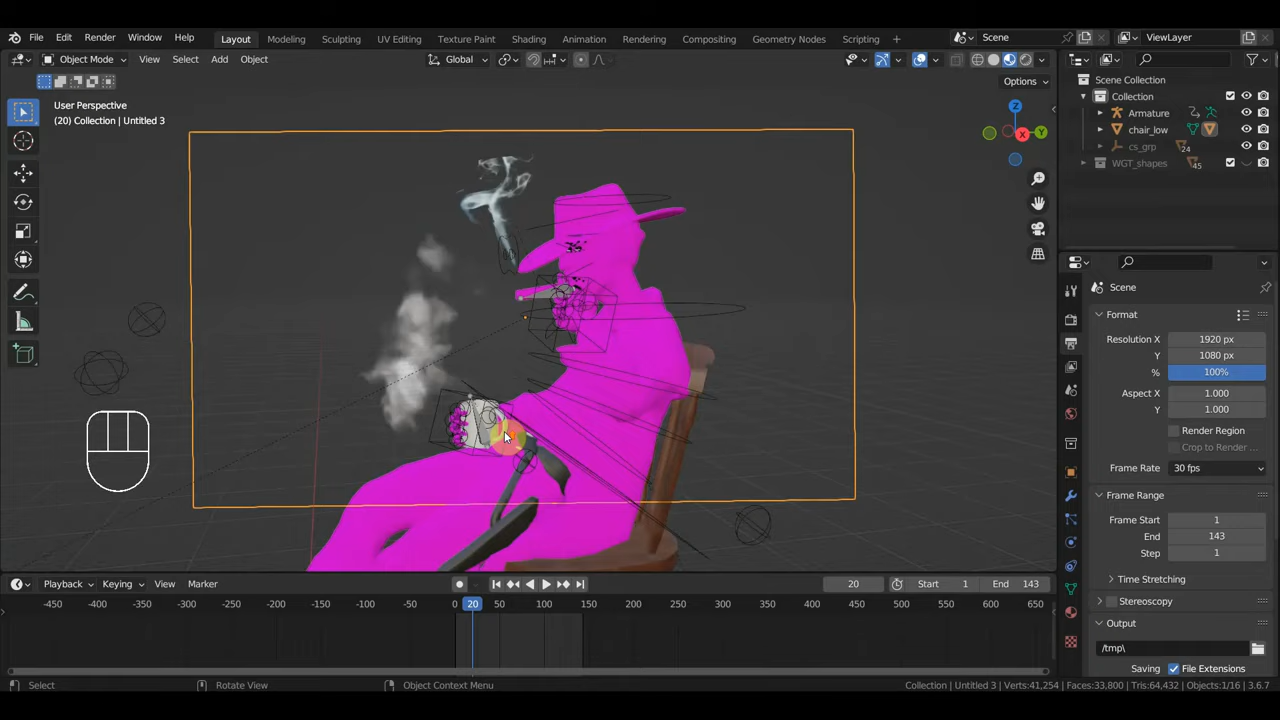 File Edit Render Window Help Layout Modeling Sculpting UV Editing Texture Paint Shading Animation Rendering Compositing Geometry Nodes Scripting + Scene ViewLayer
Object Mode View Select Add Object Global
Options
User Perspective
(20) Collection | Untitled 3
Z
X
Y
Scene Collection
Collection
Armature
chair_low
cs_grp
24
WGT_shapes
45
Scene
Format
Resolution X 1920 px
Y 1080 px
% 100%
Aspect X 1.000
Y 1.000
Render Region
Crop to Render ...
Frame Rate 30 fps
Frame Range
Frame Start 1
End 143
Step 1
Time Stretching
Stereoscopy
Output
/tmp\
Saving File Extensions
Playback Keying View Marker 20 Start 1 End 143
-450 -400 -350 -300 -250 -200 -150 -100 -50 0 20 50 100 150 200 250 300 350 400 450 500 550 600 650
Select Rotate View Object Context Menu Collection | Untitled 3 | Verts:41,254 | Faces:33,800 | Tris:64,432 | Objects:1/16 | 3.6.7